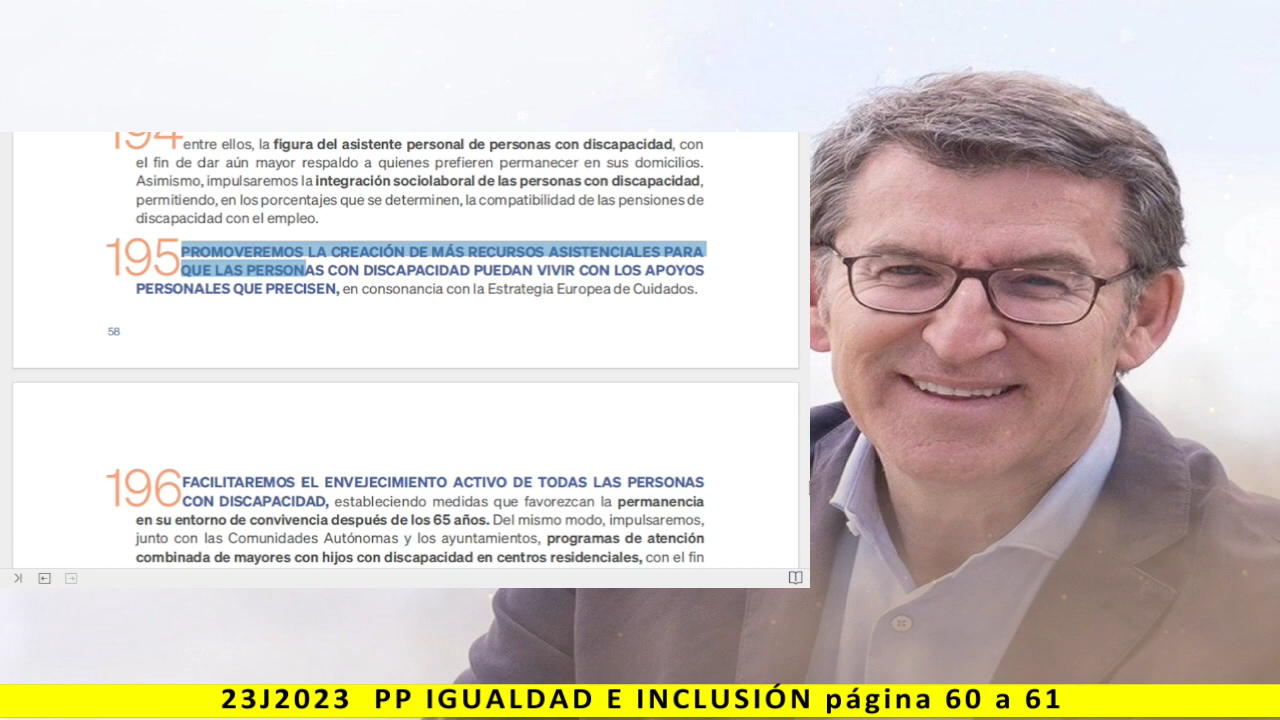 194 entre ellos, la figura del asistente personal de personas con discapacidad, con
el fin de dar aún mayor respaldo a quienes prefieren permanecer en sus domicilios.
Asimismo, impulsaremos la integración sociolaboral de las personas con discapacidad,
permitiendo, en los porcentajes que se determinen, la compatibilidad de las pensiones de
discapacidad con el empleo.
195 PROMOVEREMOS LA CREACIÓN DE MÁS RECURSOS ASISTENCIALES PARA
QUE LAS PERSONAS CON DISCAPACIDAD PUEDAN VIVIR CON LOS APOYOS
PERSONALES QUE PRECISEN, en consonancia con la Estrategia Europea de Cuidados.
58
196 FACILITAREMOS EL ENVEJECIMIENTO ACTIVO DE TODAS LAS PERSONAS
CON DISCAPACIDAD, estableciendo medidas que favorezcan la permanencia
en su entorno de convivencia después de los 65 años. Del mismo modo, impulsaremos,
junto con las Comunidades Autónomas y los ayuntamientos, programas de atención
combinada de mayores con hijos con discapacidad en centros residenciales, con el fin
23J2023 PP IGUALDAD E INCLUSIÓN página 60 a 61